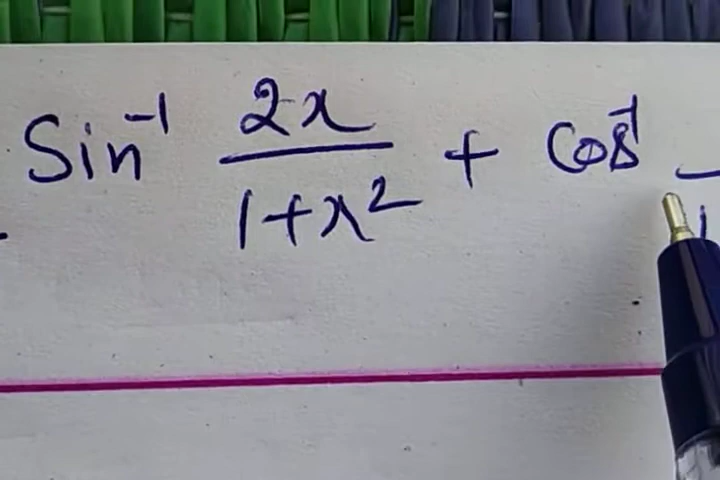 Sin⁻¹ 2x/(1+x²) + Cos⁻¹